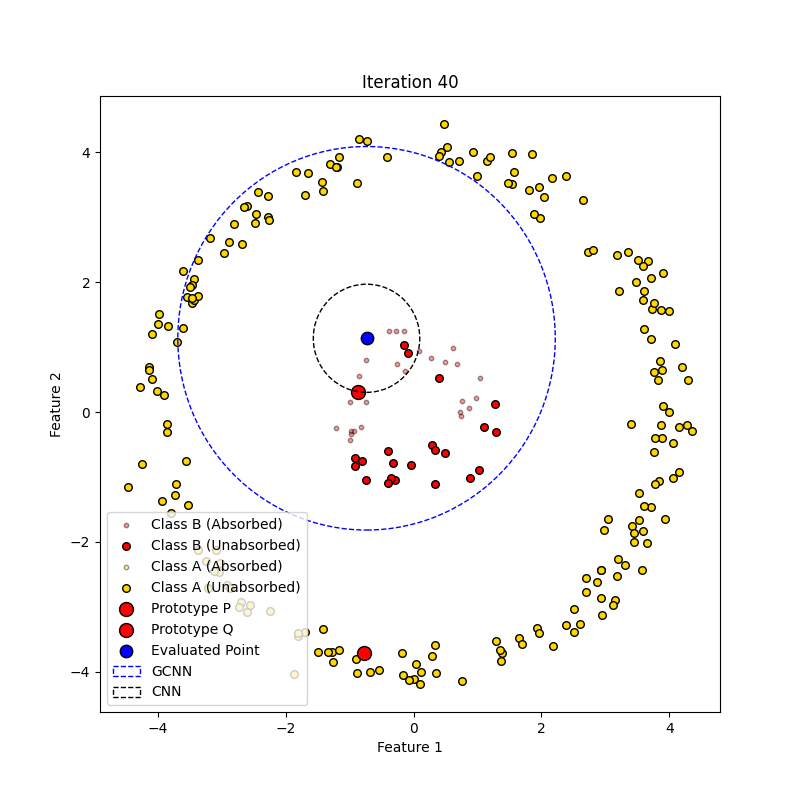 Iteration 40
Feature 2
4
2
0
−2
−4
Class B (Absorbed)
Class B (Unabsorbed)
Class A (Absorbed)
Class A (Unabsorbed)
Prototype P
Prototype Q
Evaluated Point
GCNN
CNN
−4 −2 0 2 4
Feature 1